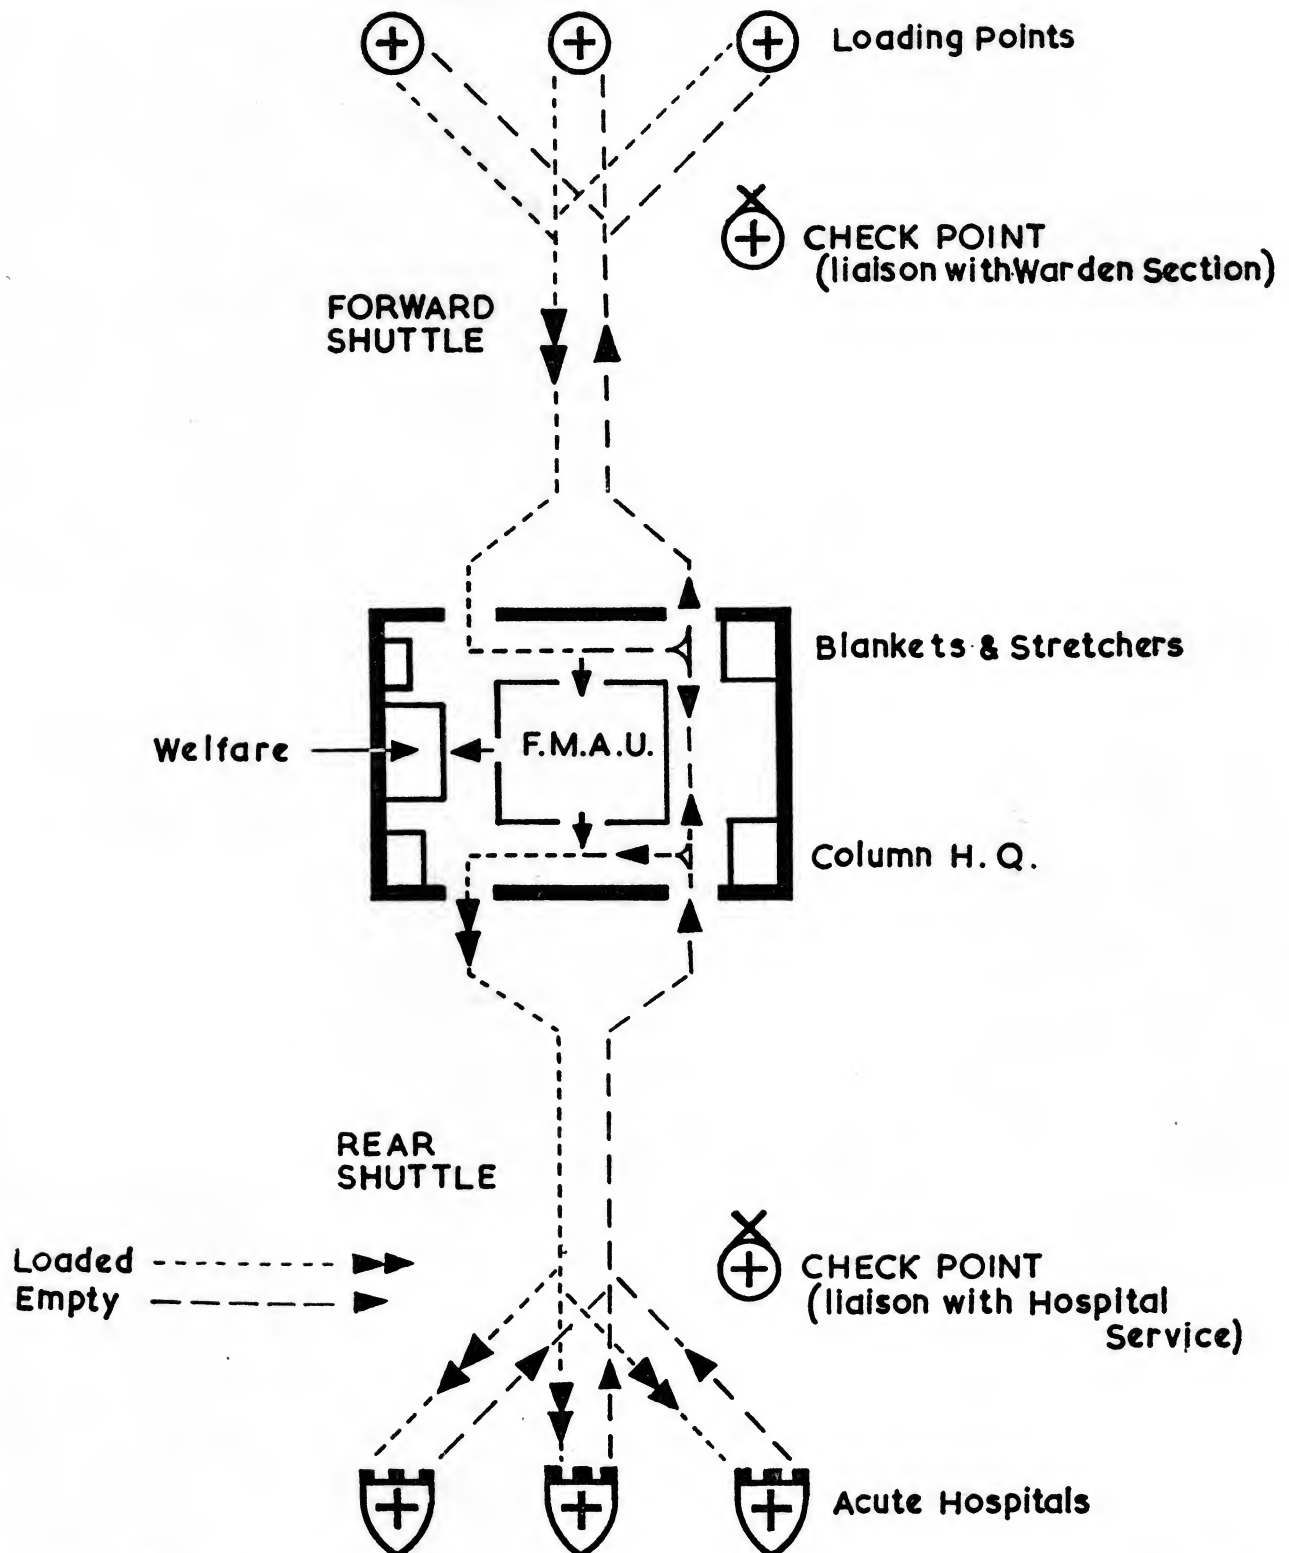 Loading Points
CHECK POINT
(liaison with Warden Section)
FORWARD
SHUTTLE
Blankets & Stretchers
Welfare
F.M.A.U.
Column H.Q.
REAR
SHUTTLE
Loaded
Empty
CHECK POINT
(liaison with Hospital
Service)
Acute Hospitals